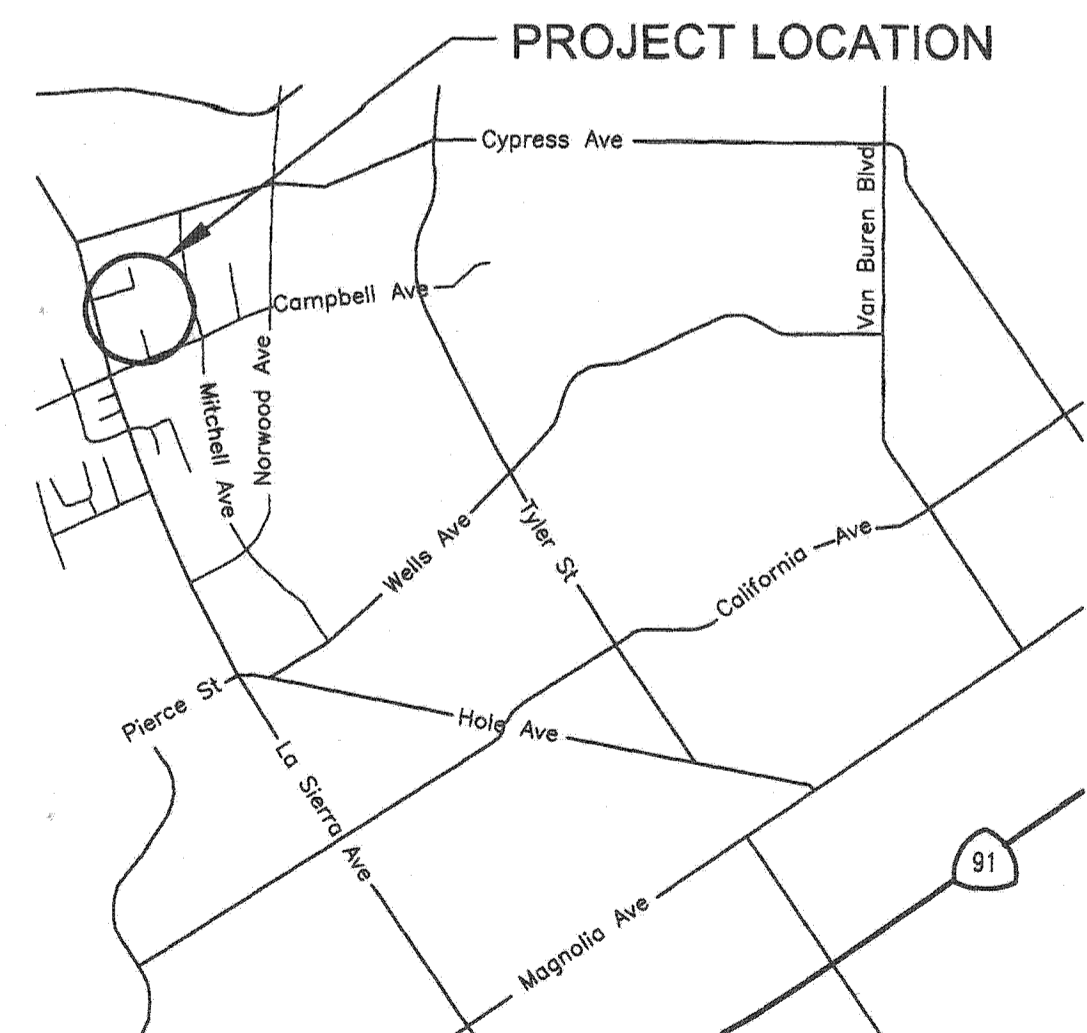 PROJECT LOCATION
Cypress Ave
Van Buren Blvd
Campbell Ave
Mitchell Ave
Norwood Ave
Wells Ave
Tyler St
California Ave
Pierce St
Hole Ave
La Sierra Ave
91
Magnolia Ave